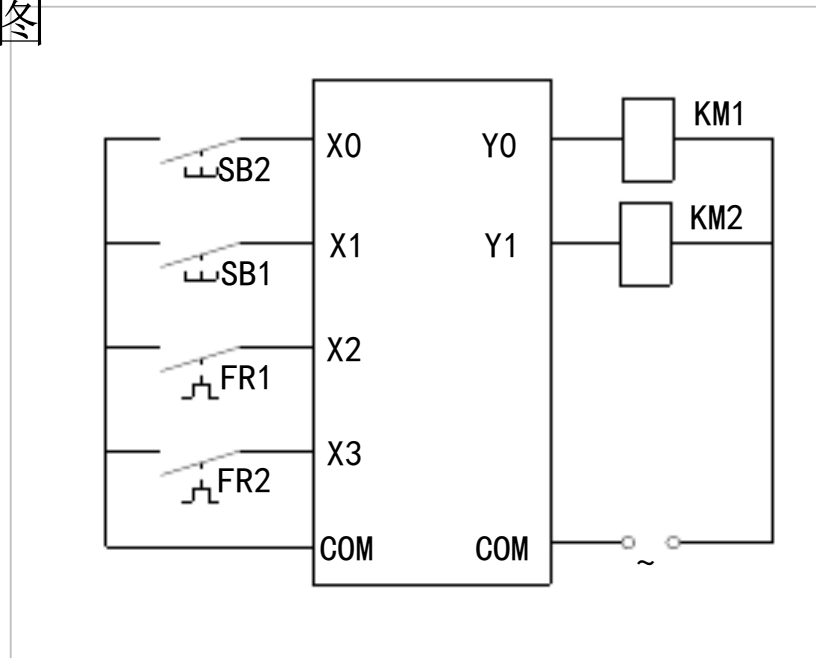 图
KM1
X0 Y0
SB2
KM2
X1 Y1
SB1
X2
FR1
X3
FR2
COM COM
~